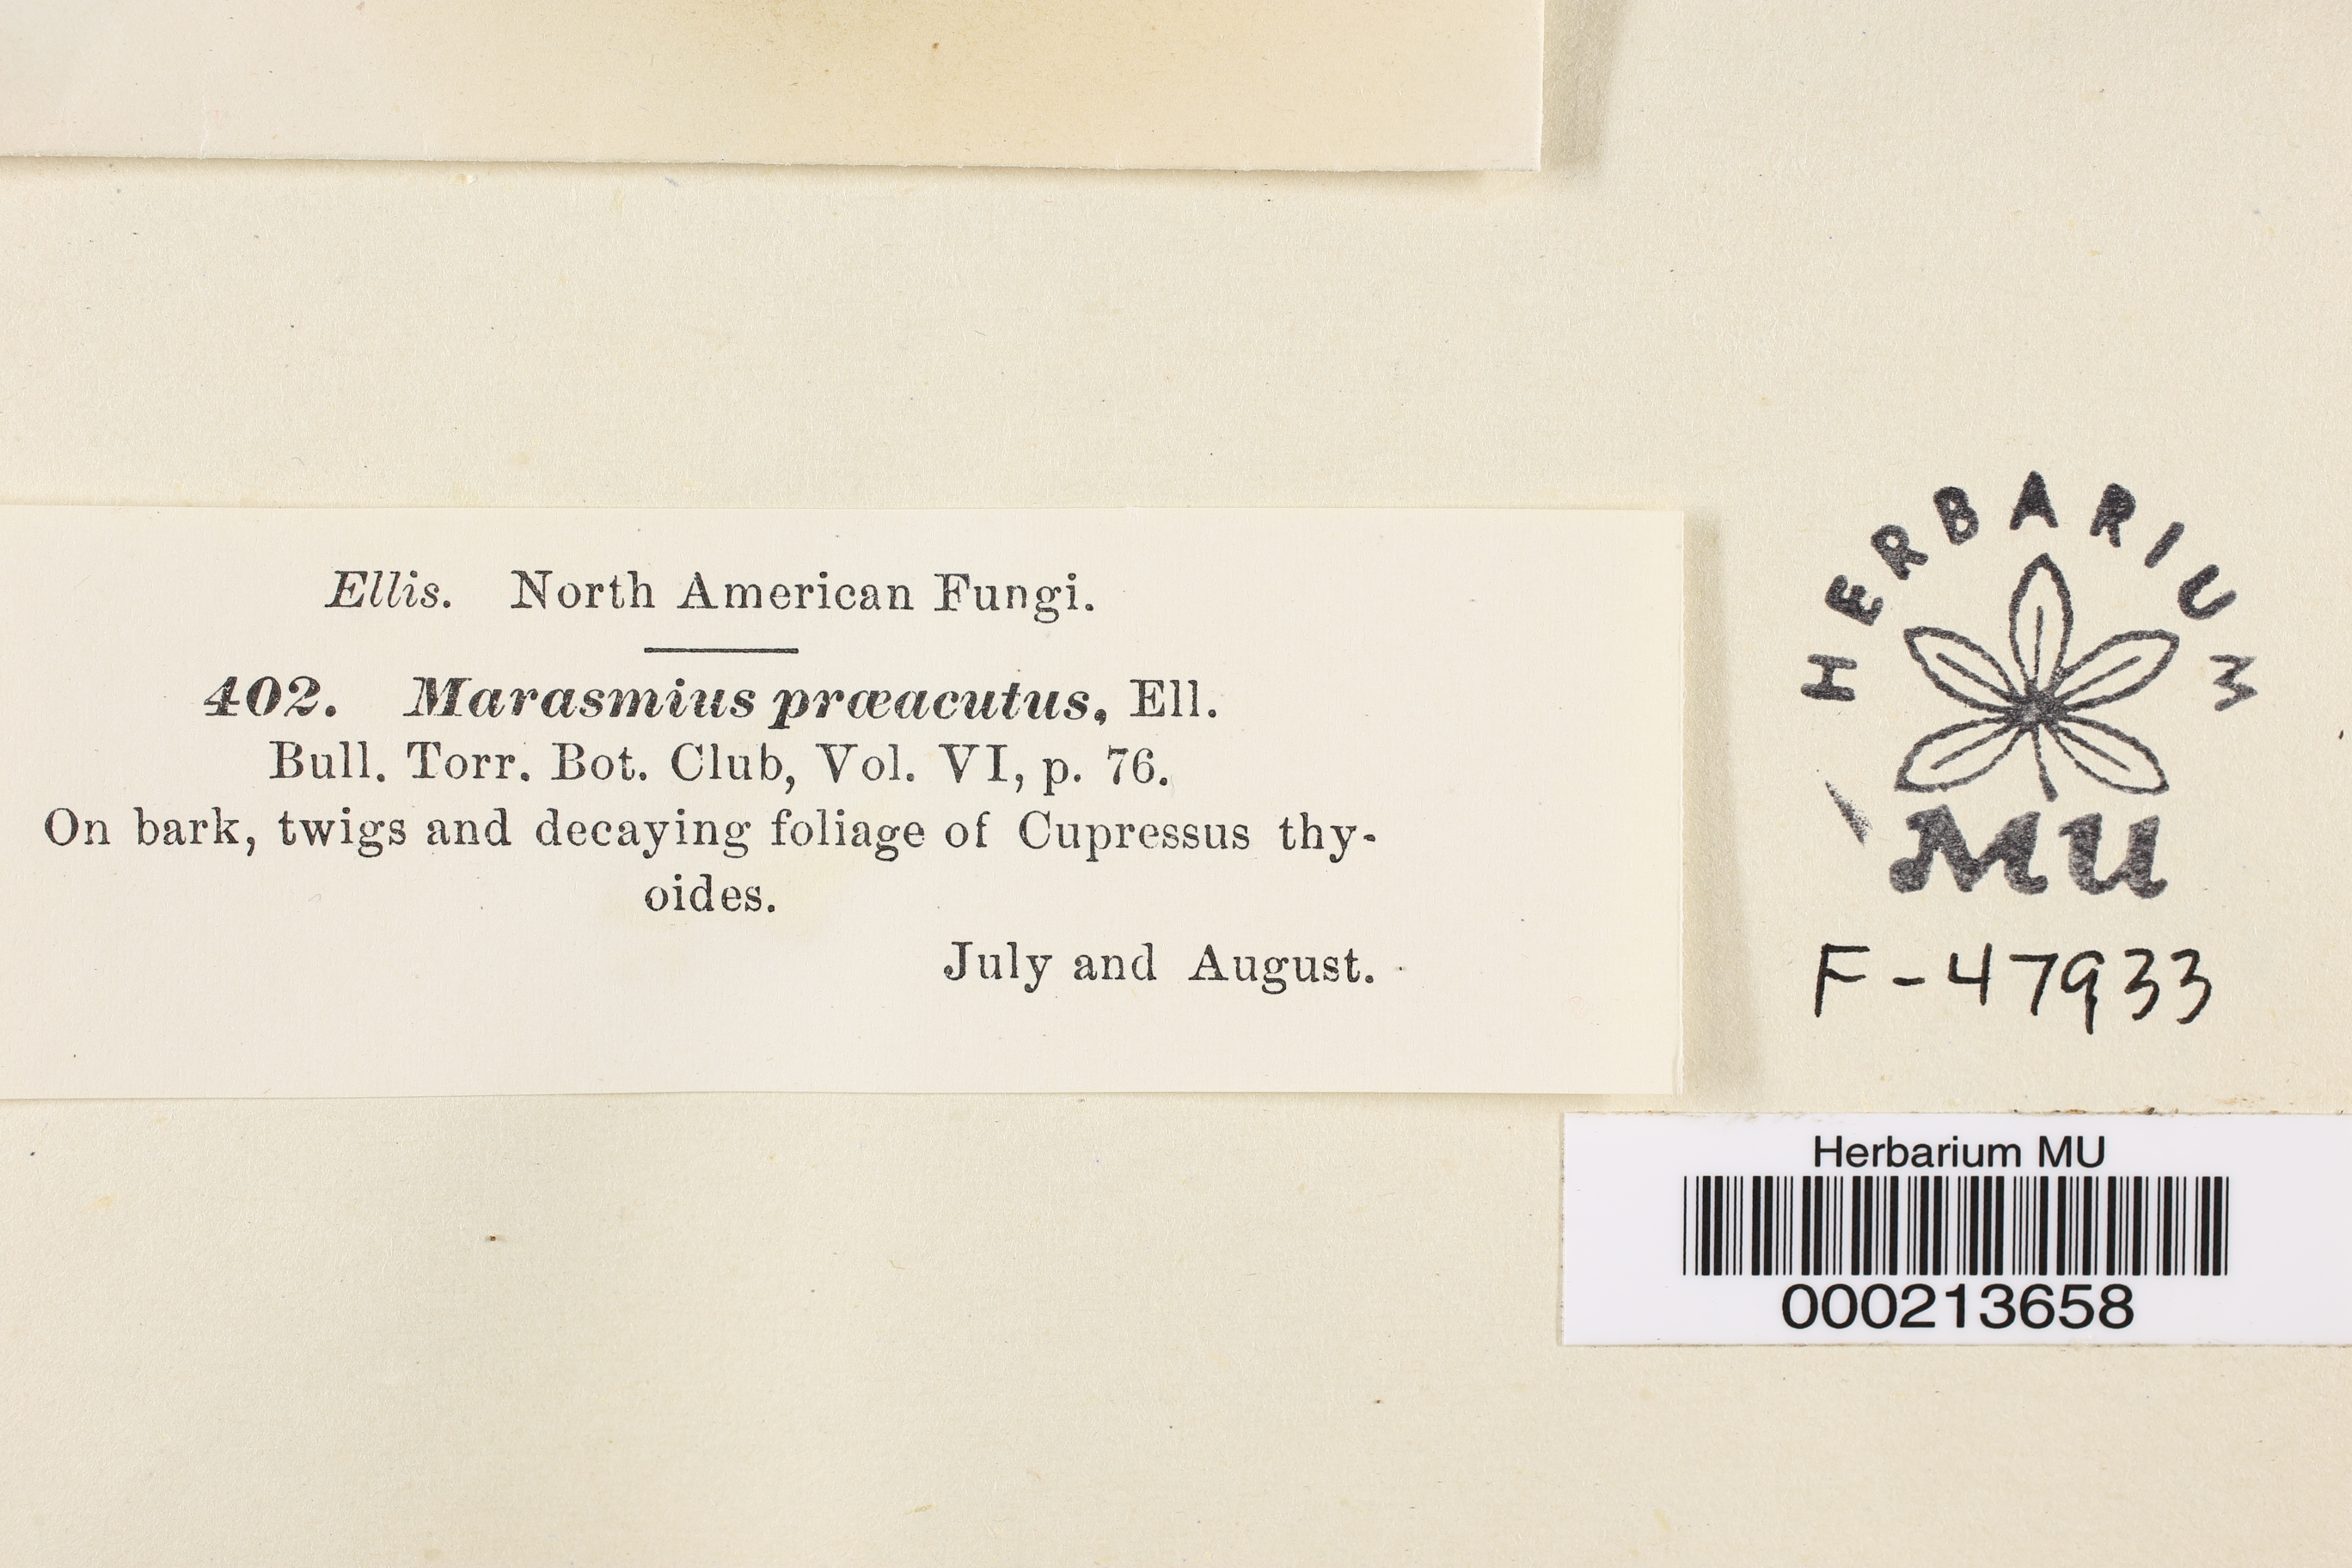 Ellis. North American Fungi.
402. Marasmius præacutus, Ell.
Bull. Torr. Bot. Club, Vol. VI, p. 76.
On bark, twigs and decaying foliage of Cupressus thy-
oides.
July and August.
HERBARIUM
MU
F-47933
Herbarium MU
000213658